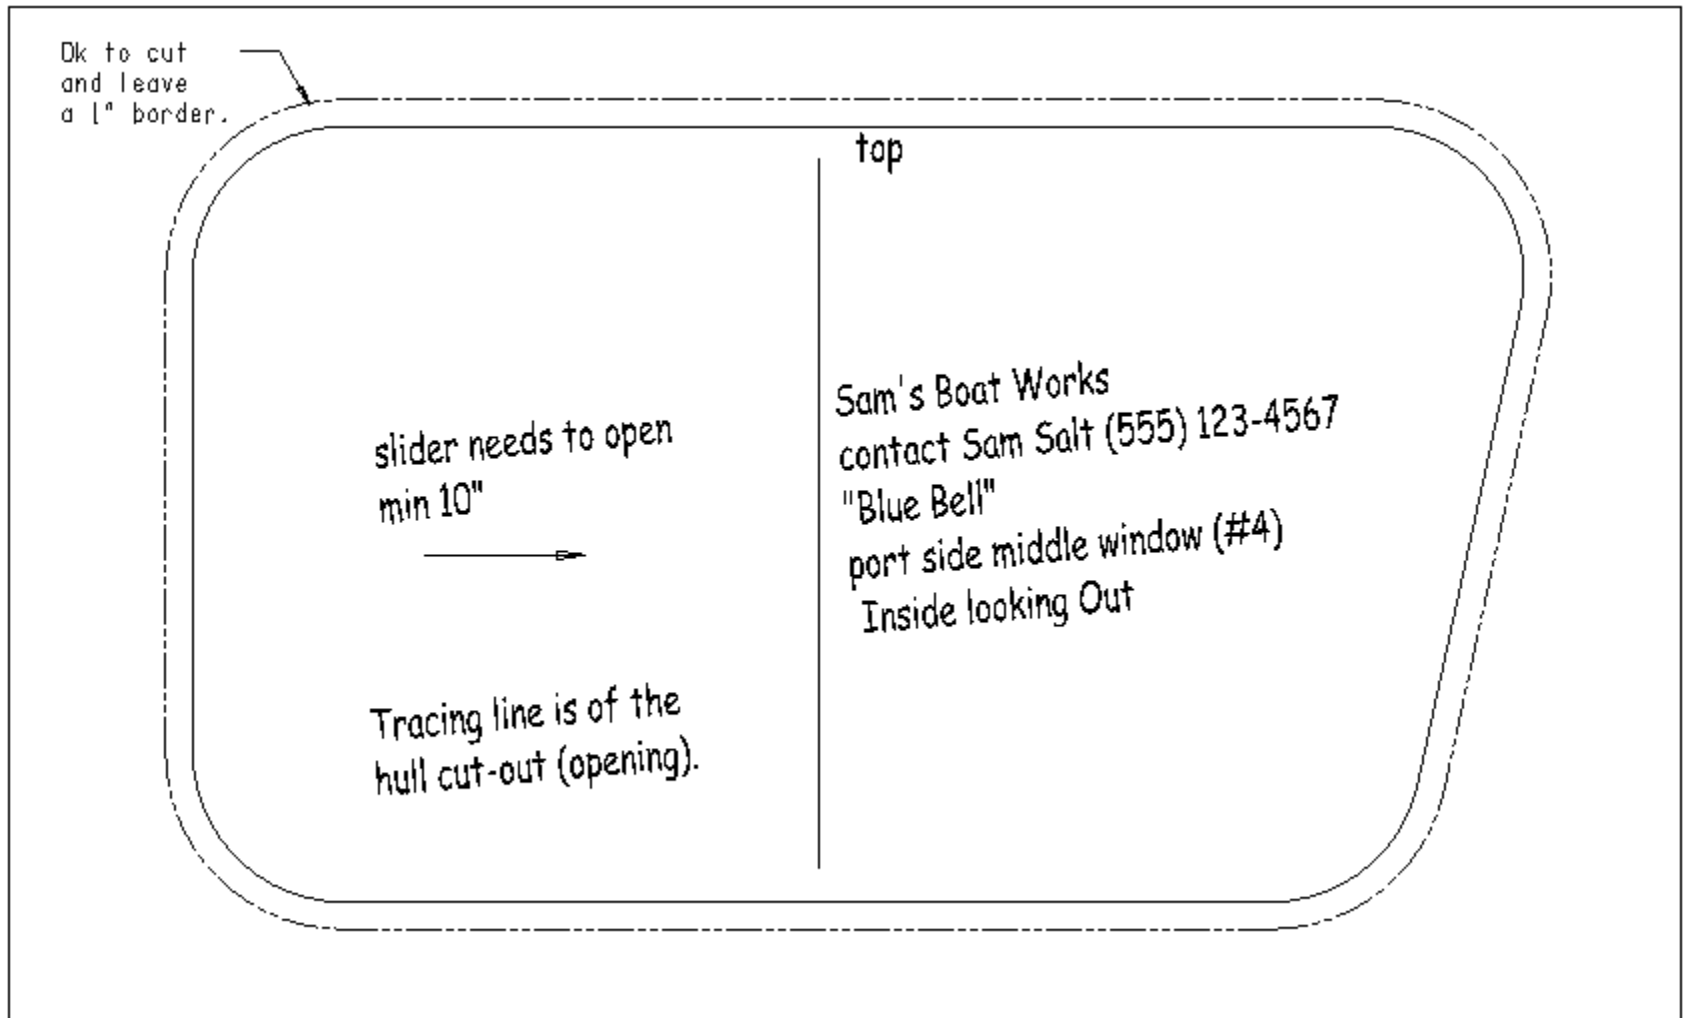 Ok to cut
and leave
a 1" border.
top
slider needs to open
min 10"
Sam's Boat Works
contact Sam Salt (555) 123-4567
"Blue Bell"
port side middle window (#4)
Inside looking Out
Tracing line is of the
hull cut-out (opening).